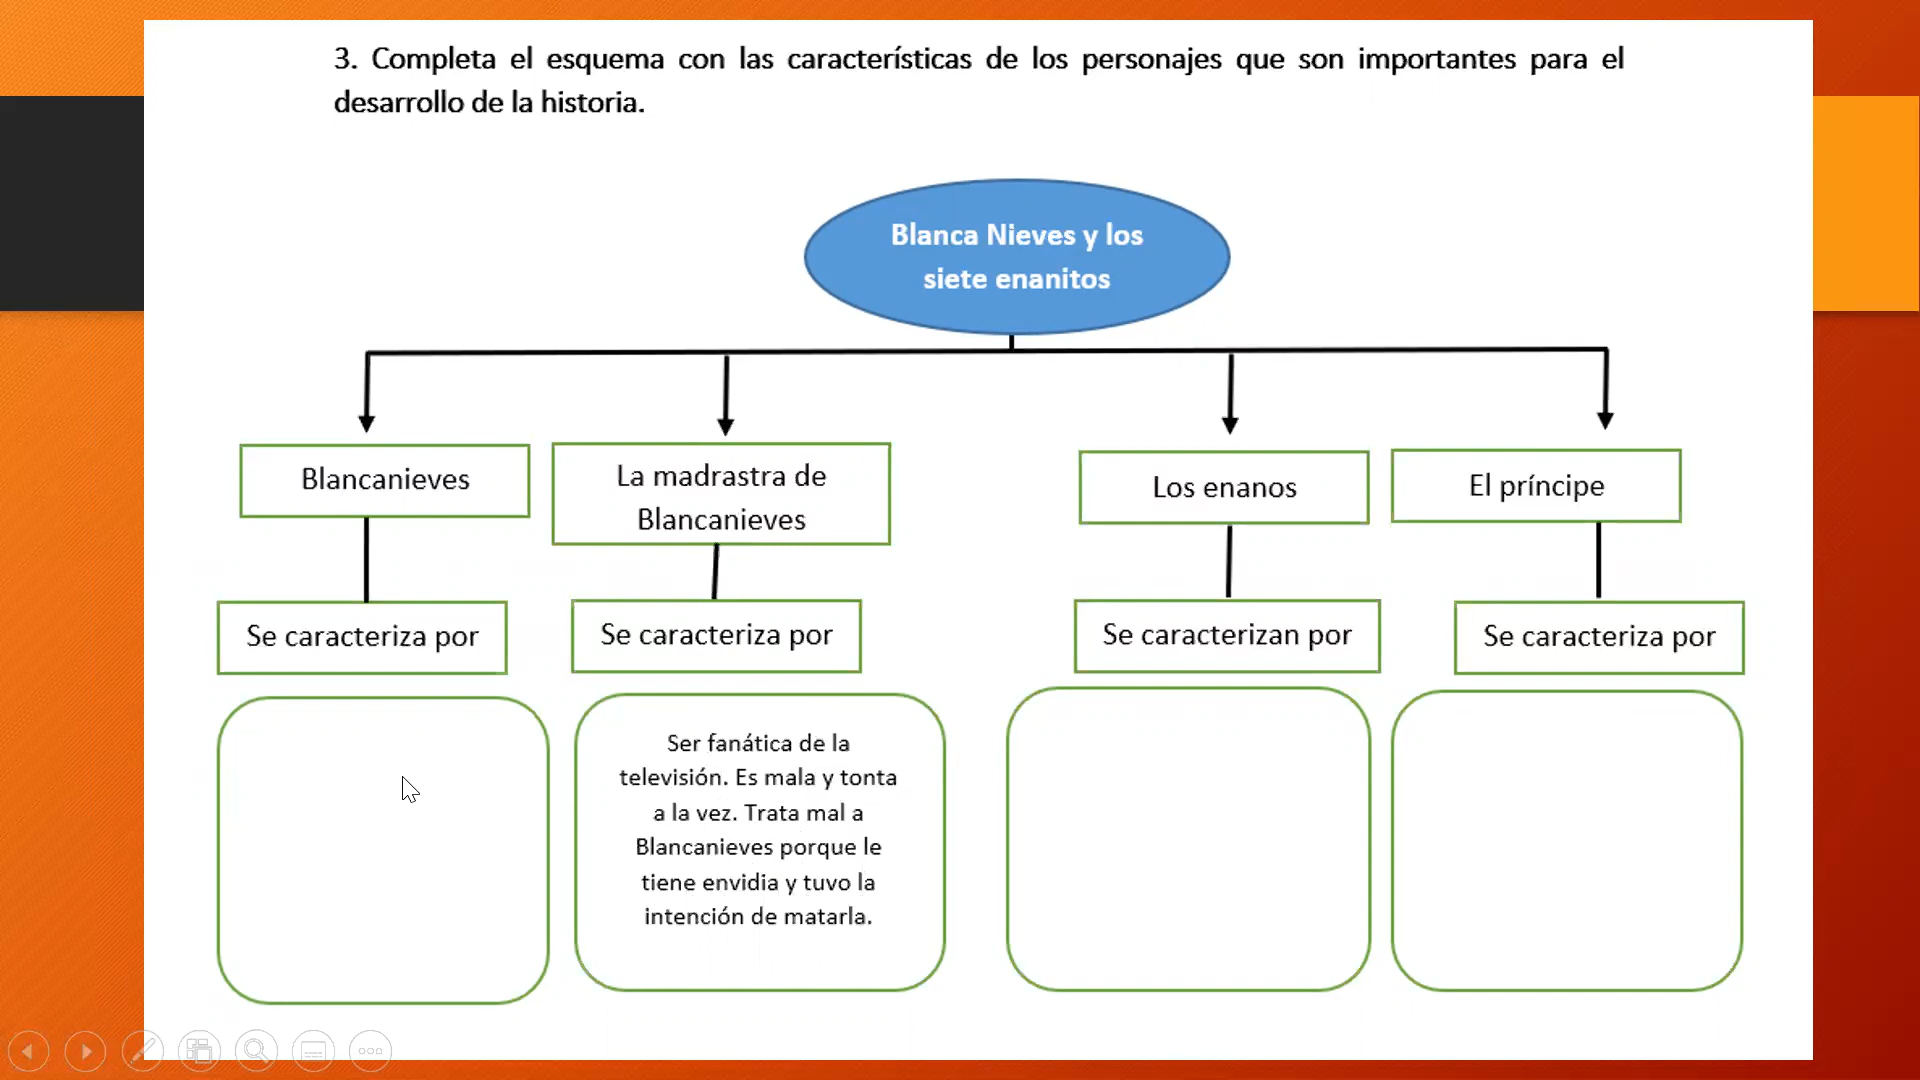 3. Completa el esquema con las características de los personajes que son importantes para el
desarrollo de la historia.
Blanca Nieves y los
siete enanitos
Blancanieves
La madrastra de
Blancanieves
Los enanos
El príncipe
Se caracteriza por
Se caracteriza por
Se caracterizan por
Se caracteriza por
Ser fanática de la
televisión. Es mala y tonta
a la vez. Trata mal a
Blancanieves porque le
tiene envidia y tuvo la
intención de matarla.